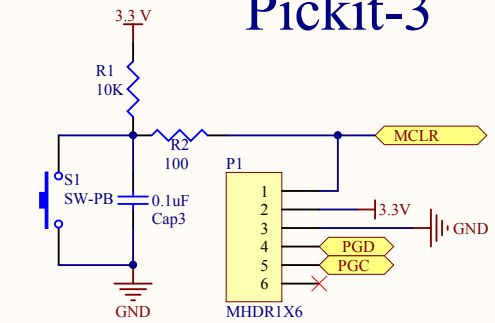 Pickit-3
3.3 V
R1
10K
R2
100
MCLR
P1
S1
SW-PB
0.1uF
Cap3
1
2
3
4
5
6
3.3V
GND
PGD
PGC
GND
MHDR1X6